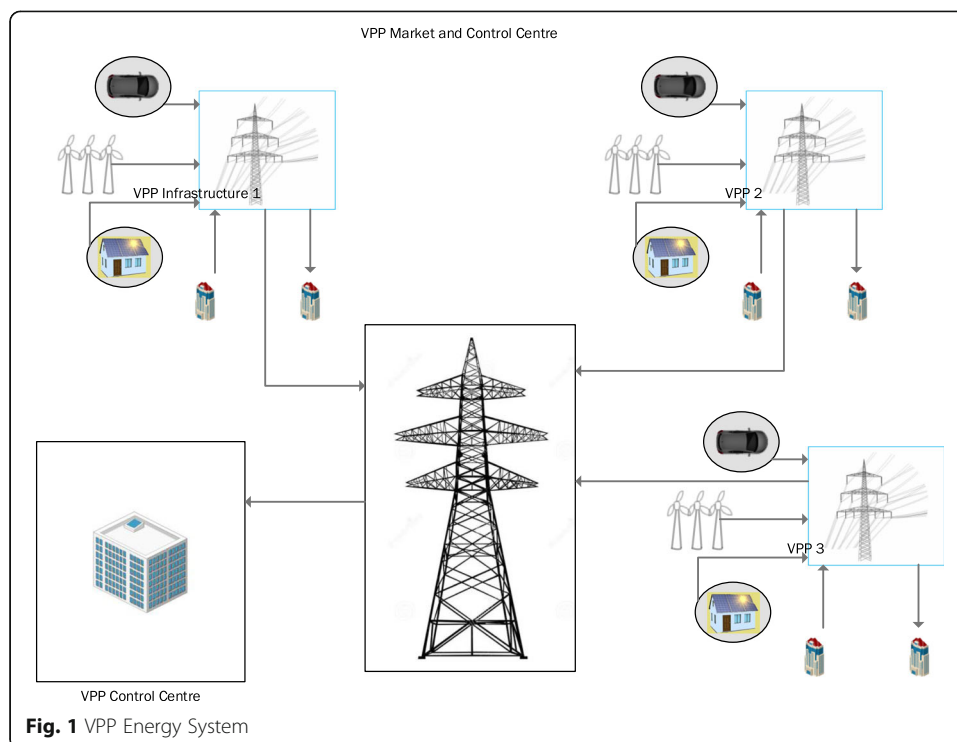 VPP Market and Control Centre
VPP Infrastructure 1
VPP 2
VPP 3
VPP Control Centre
Fig. 1 VPP Energy System